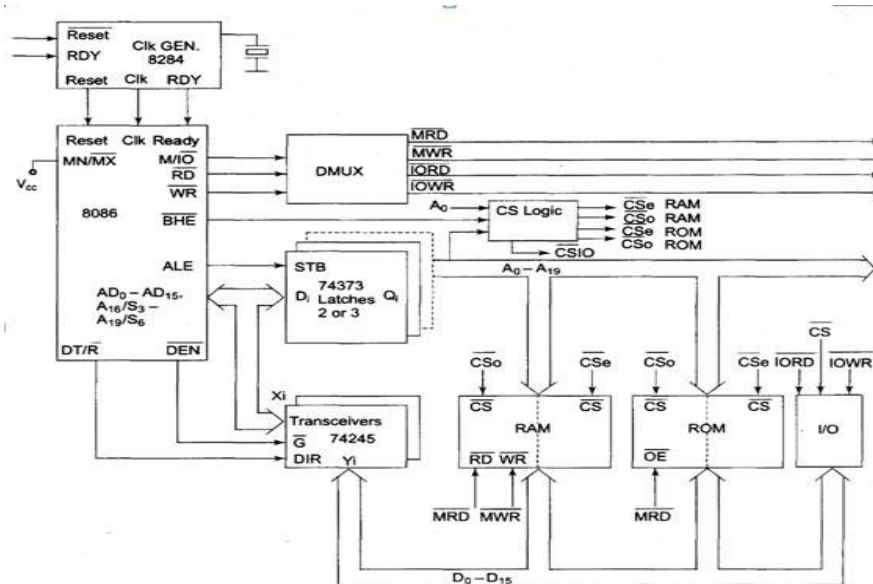 Reset
RDY
Clk GEN.
8284
Reset Clk RDY
Reset Clk Ready
MN/MX
M/IO
RD
WR
Vcc
8086
BHE
ALE
AD0 – AD15,
A16/S3 –
A19/S6
DT/R
DEN
DMUX
MRD
MWR
IORD
IOWR
A0
CS Logic
CSe RAM
CSo RAM
CSe ROM
CSo ROM
CSIO
STB
74373
Di Latches Qi
2 or 3
A0 – A19
Xi
Transceivers
74245
G
DIR Yi
CSo
CSe
CSo
CSe
IORD
CS
IOWR
CS
CS
RAM
RD WR
CS
CS
ROM
OE
I/O
MRD
MWR
MRD
D0 – D15